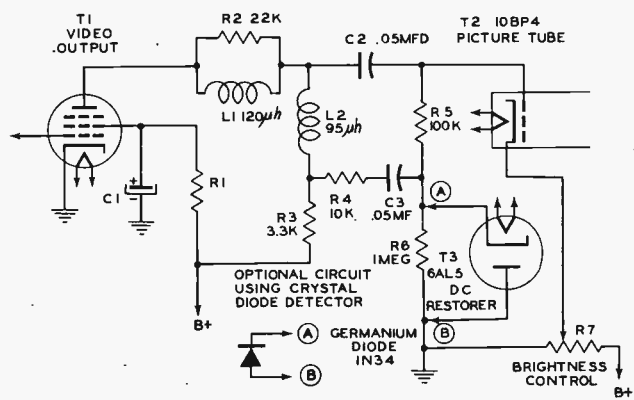 T1
VIDEO
.OUTPUT
R2 22K
L1 120μh
C2 .05MFD
T2 10BP4
PICTURE TUBE
L2
95μh
R5
100K
C1
+
-
R1
R3
3.3K
R4
10K
C3
.05MF
A
R6
1MEG
T3
6AL5
DC
RESTORER
B
B+
OPTIONAL CIRCUIT
USING CRYSTAL
DIODE DETECTOR
A
B
GERMANIUM
DIODE
IN34
R7
BRIGHTNESS
CONTROL
B+